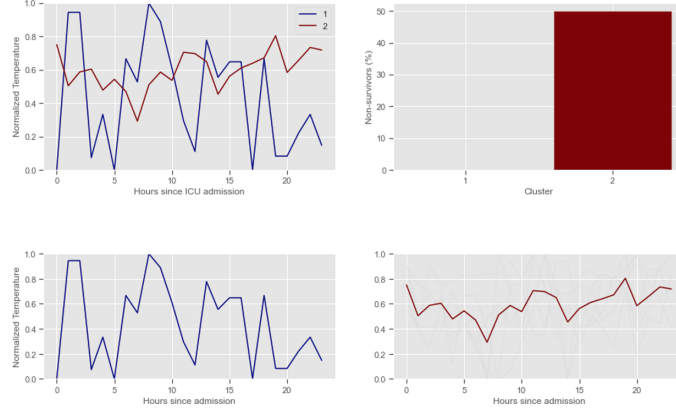 1.0
0.8
0.6
0.4
0.2
0.0
Normalized Temperature
1
2
0 5 10 15 20
Hours since ICU admission
50
40
30
20
10
0
Non-survivors (%)
1 2
Cluster
1.0
0.8
0.6
0.4
0.2
0.0
Normalized Temperature
0 5 10 15 20
Hours since admission
1.0
0.8
0.6
0.4
0.2
0.0
0 5 10 15 20
Hours since admission